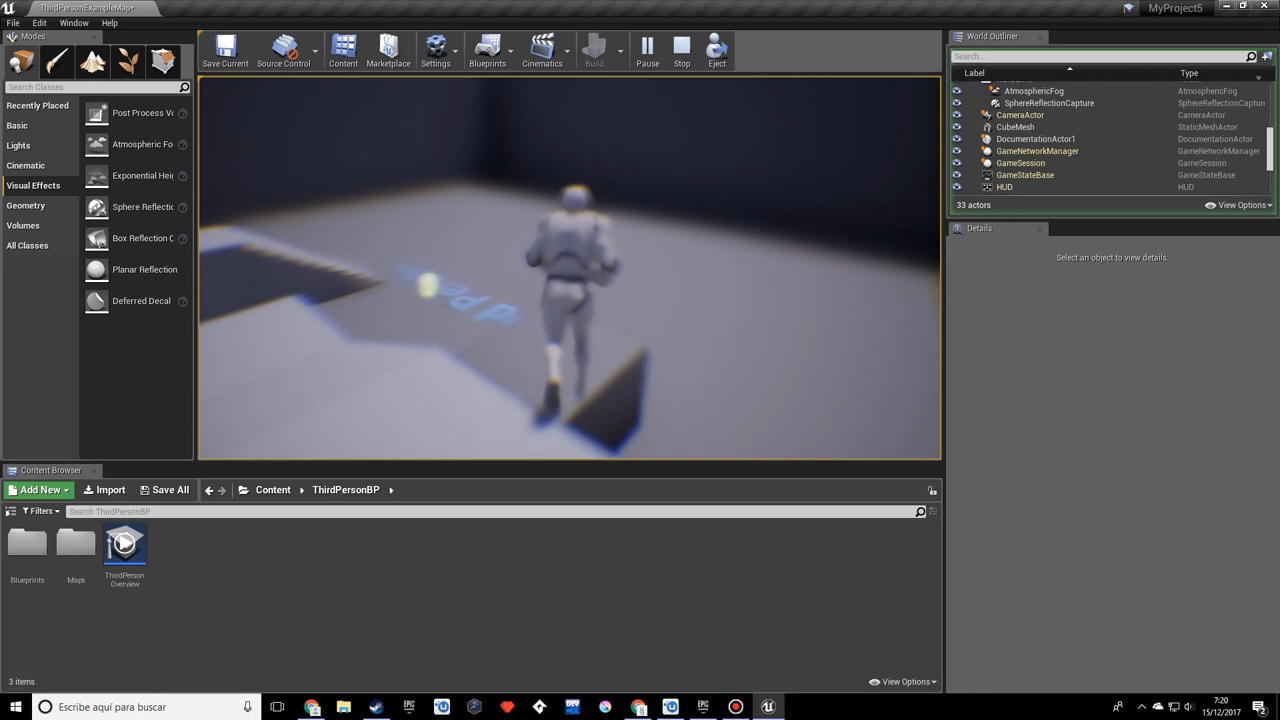 ThirdPersonExampleMap*
MyProject5
File Edit Window Help
Modes
Search Classes
Recently Placed
Basic
Lights
Cinematic
Visual Effects
Geometry
Volumes
All Classes
Post Process Vo
Atmospheric Fo
Exponential Heig
Sphere Reflectio
Box Reflection C
Planar Reflection
Deferred Decal
Save Current
Source Control
Content
Marketplace
Settings
Blueprints
Cinematics
Build
Pause
Stop
Eject
World Outliner
Search...
Label Type
AtmosphericFog AtmosphericFog
SphereReflectionCapture SphereReflectionCaptur
CameraActor CameraActor
CubeMesh StaticMeshActor
DocumentationActor1 DocumentationActor
GameNetworkManager GameNetworkManager
GameSession GameSession
GameStateBase GameStateBase
HUD HUD
33 actors View Options
Details
Select an object to view details.
Content Browser
Add New Import Save All Content ThirdPersonBP
Filters Search ThirdPersonBP
Blueprints
Maps
ThirdPerson
Overview
3 items View Options
Escribe aquí para buscar
EPIC
GAMES
DEV
7:20
15/12/2017
2